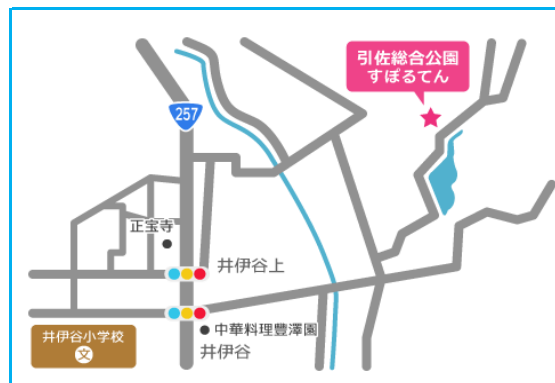 引佐総合公園
すぽるてん
257
正宝寺
井伊谷上
中華料理豊澤園
井伊谷小学校
文
井伊谷